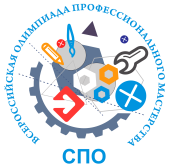 ВСЕРОССИЙСКАЯ ОЛИМПИАДА ПРОФЕССИОНАЛЬНОГО МАСТЕРСТВА
СПО